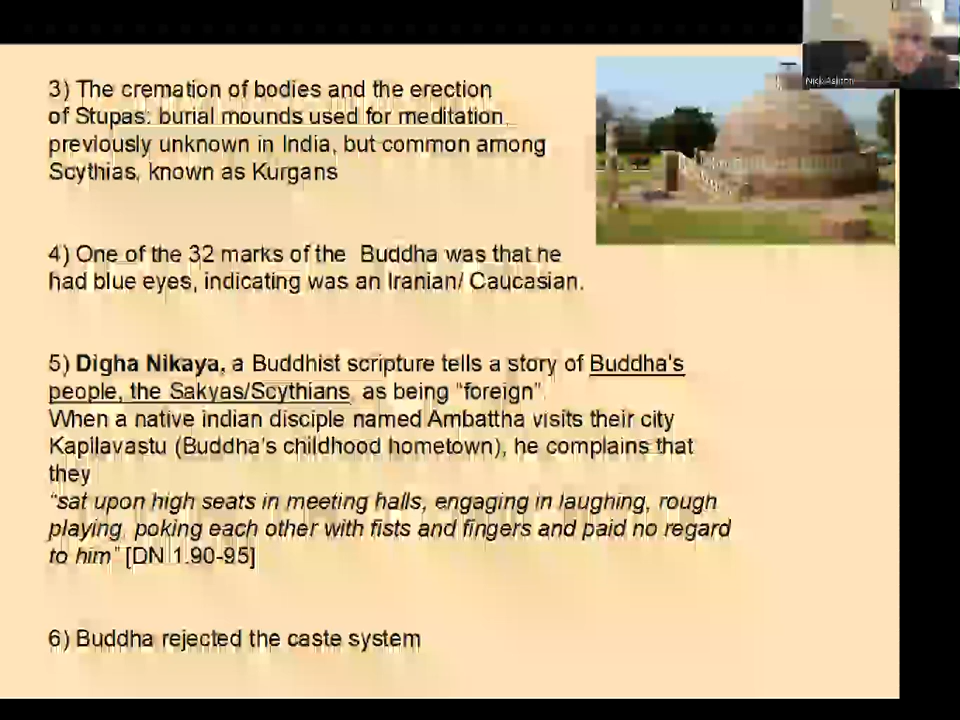 3) The cremation of bodies and the erection
of Stupas: burial mounds used for meditation
previously unknown in India, but common among
Scythias, known as Kurgans
4) One of the 32 marks of the Buddha was that he
had blue eyes, indicating was an Iranian/ Caucasian.
5) Digha Nikaya, a Buddhist scripture tells a story of Buddha's
people, the Sakyas/Scythians, as being "foreign"
When a native indian disciple named Ambattha visits their city
Kapilavastu (Buddha's childhood hometown), he complains that
they
"sat upon high seats in meeting halls, engaging in laughing, rough
playing, poking each other with fists and fingers and paid no regard
to him" [DN 1.90-95]
6) Buddha rejected the caste system